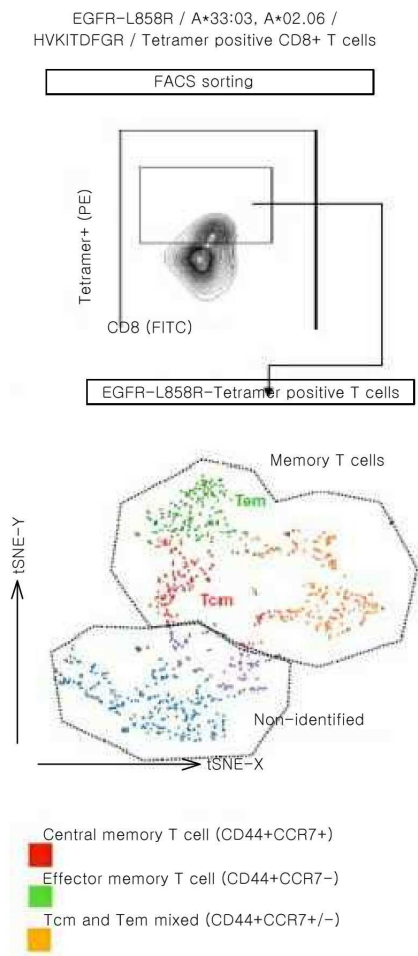 EGFR-L858R / A*33:03, A*02.06 /
HVKITDFGR / Tetramer positive CD8+ T cells
FACS sorting
Tetramer+ (PE)
CD8 (FITC)
EGFR-L858R-Tetramer positive T cells
Memory T cells
Tem
tSNE-Y
Tcm
Non-identified
tSNE-X
Central memory T cell (CD44+CCR7+)
Effector memory T cell (CD44+CCR7-)
Tcm and Tem mixed (CD44+CCR7+/-)